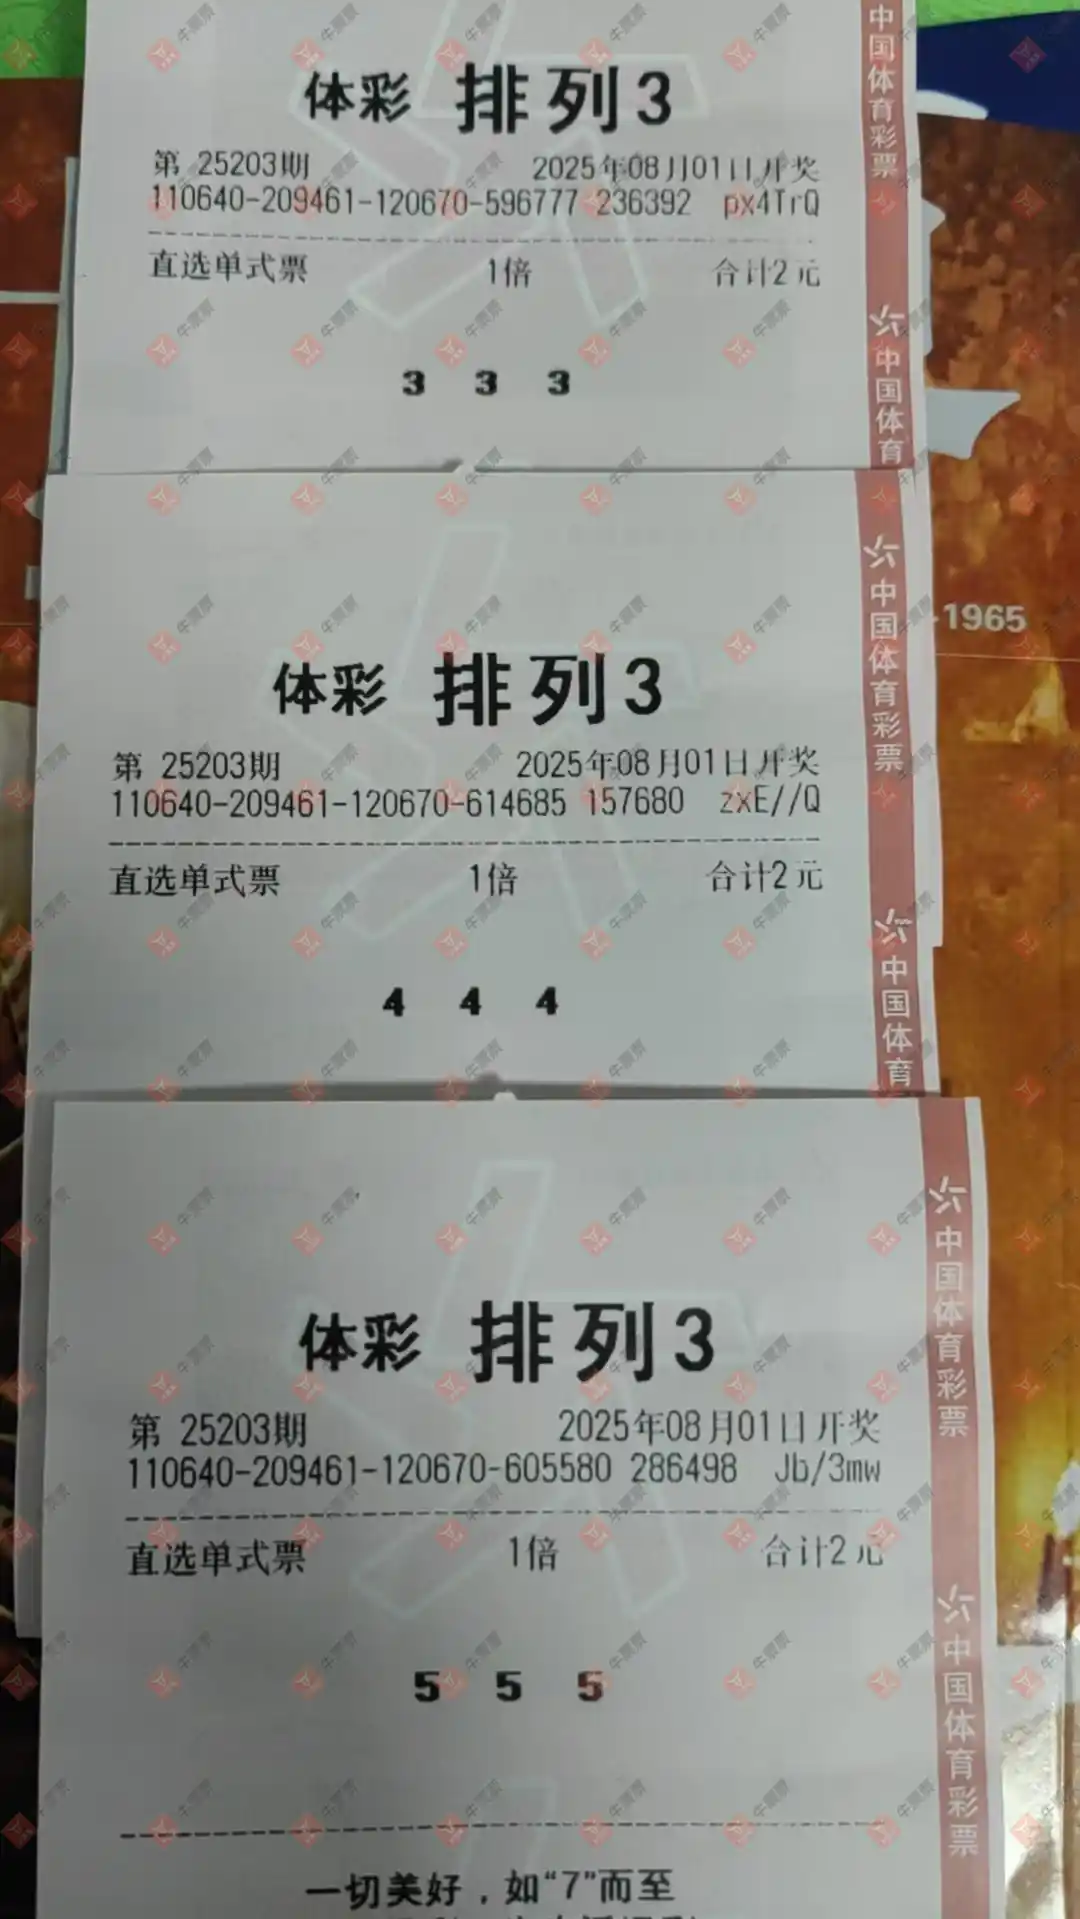 体彩 排列3
第 25203期 2025年08月01日开奖
110640-209461-120670-596777 236392 px4TrQ
直选单式票 1倍 合计2元
3 3 3
中国体育彩票
中国体育
体彩 排列3
第 25203期 2025年08月01日开奖
110640-209461-120670-614685 157680 zxE//Q
直选单式票 1倍 合计2元
4 4 4
中国体育彩票
中国体育
-1965
体彩 排列3
第 25203期 2025年08月01日开奖
110640-209461-120670-605580 286498 Jb/3mw
直选单式票 1倍 合计2元
5 5 5
一切美好，如“7”而至
中国体育彩票
中国体育彩票
牛票票